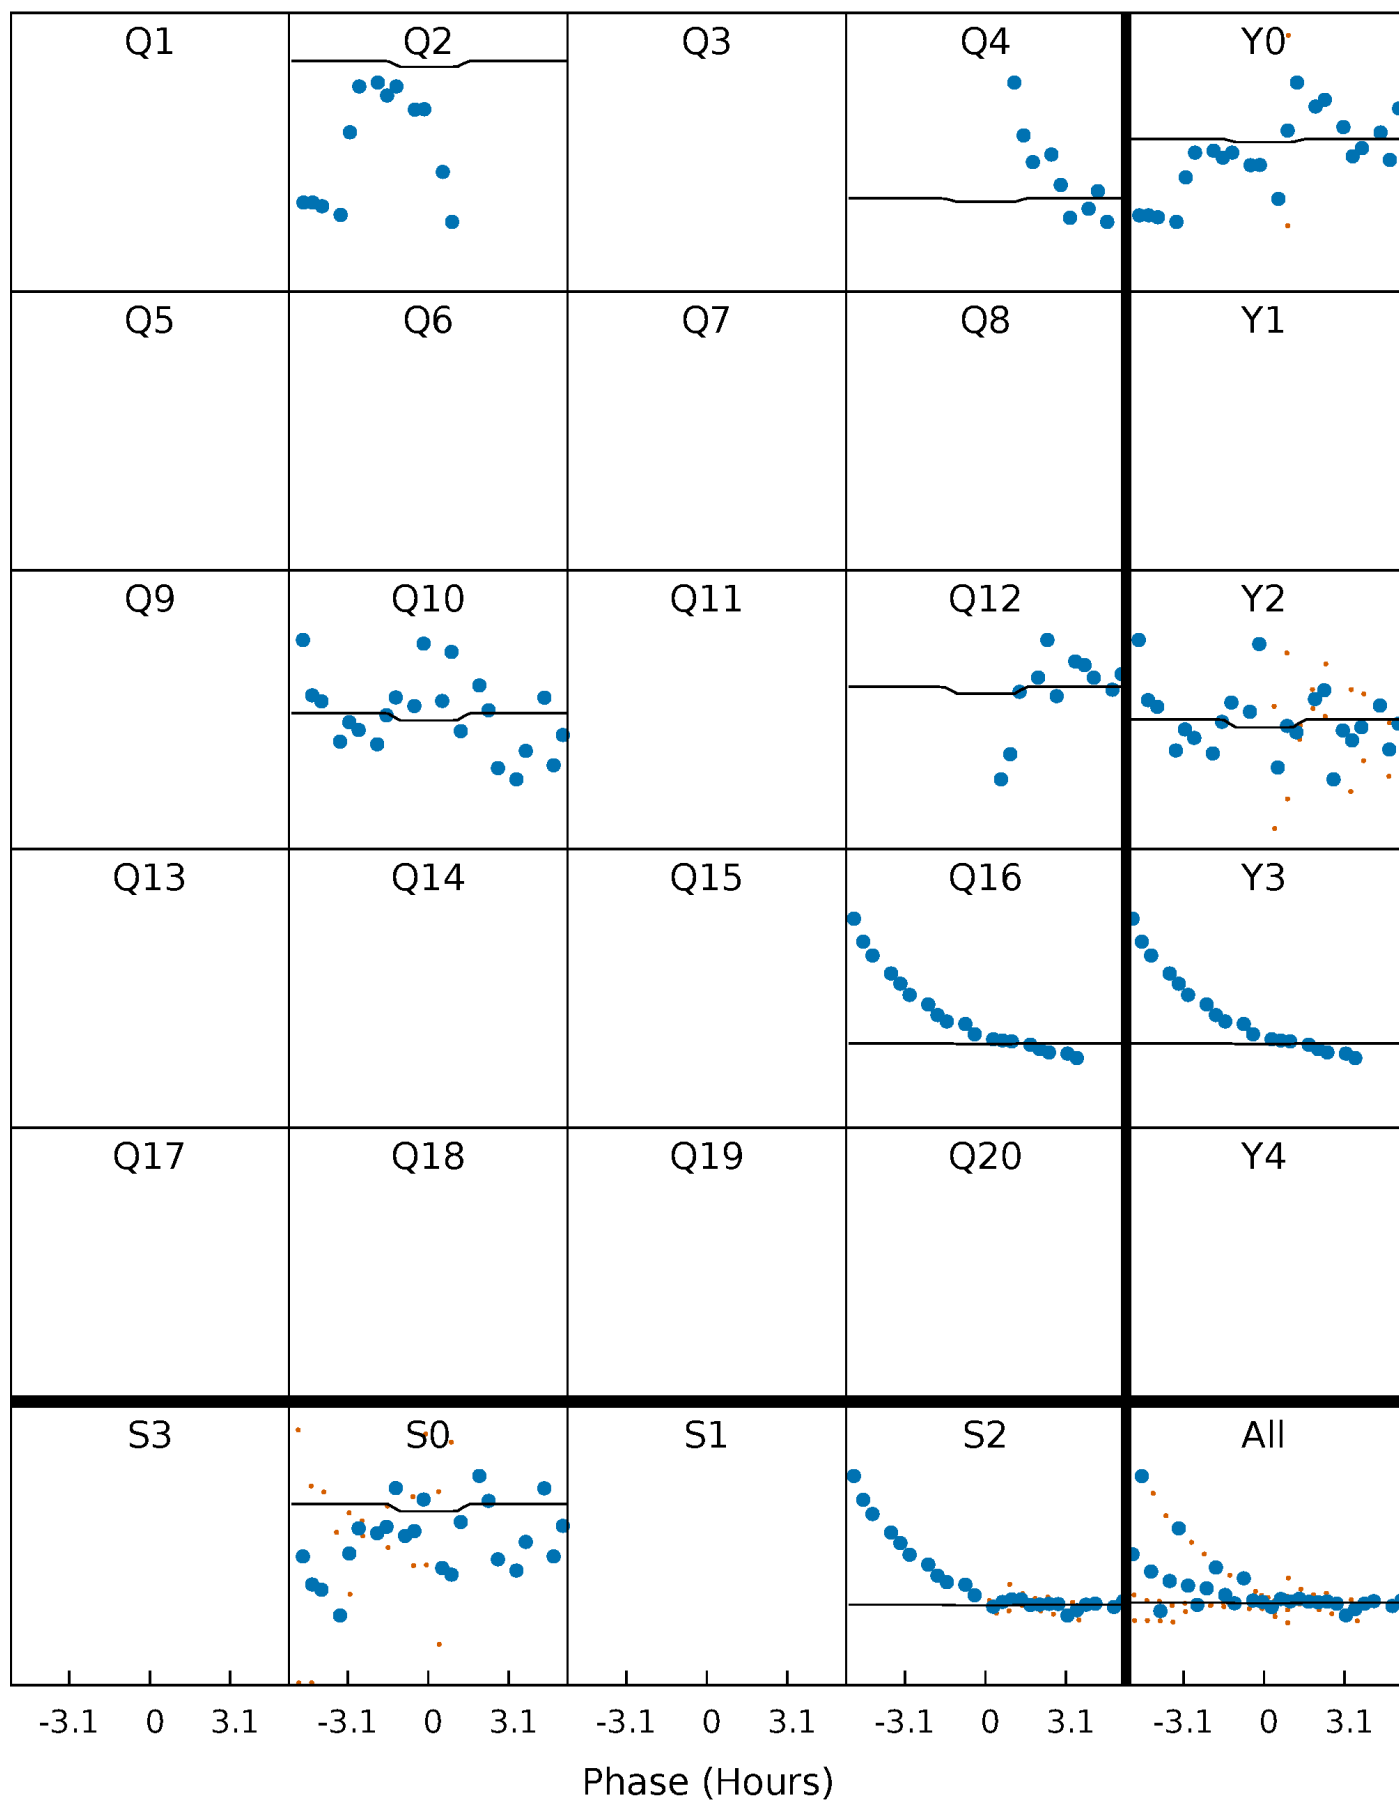 Q1 Q2 Q3 Q4 Y0
Q5 Q6 Q7 Q8 Y1
Q9 Q10 Q11 Q12 Y2
Q13 Q14 Q15 Q16 Y3
Q17 Q18 Q19 Q20 Y4
S3 S0 S1 S2 All
-3.1 0 3.1 -3.1 0 3.1 -3.1 0 3.1 -3.1 0 3.1 -3.1 0 3.1
Phase (Hours)